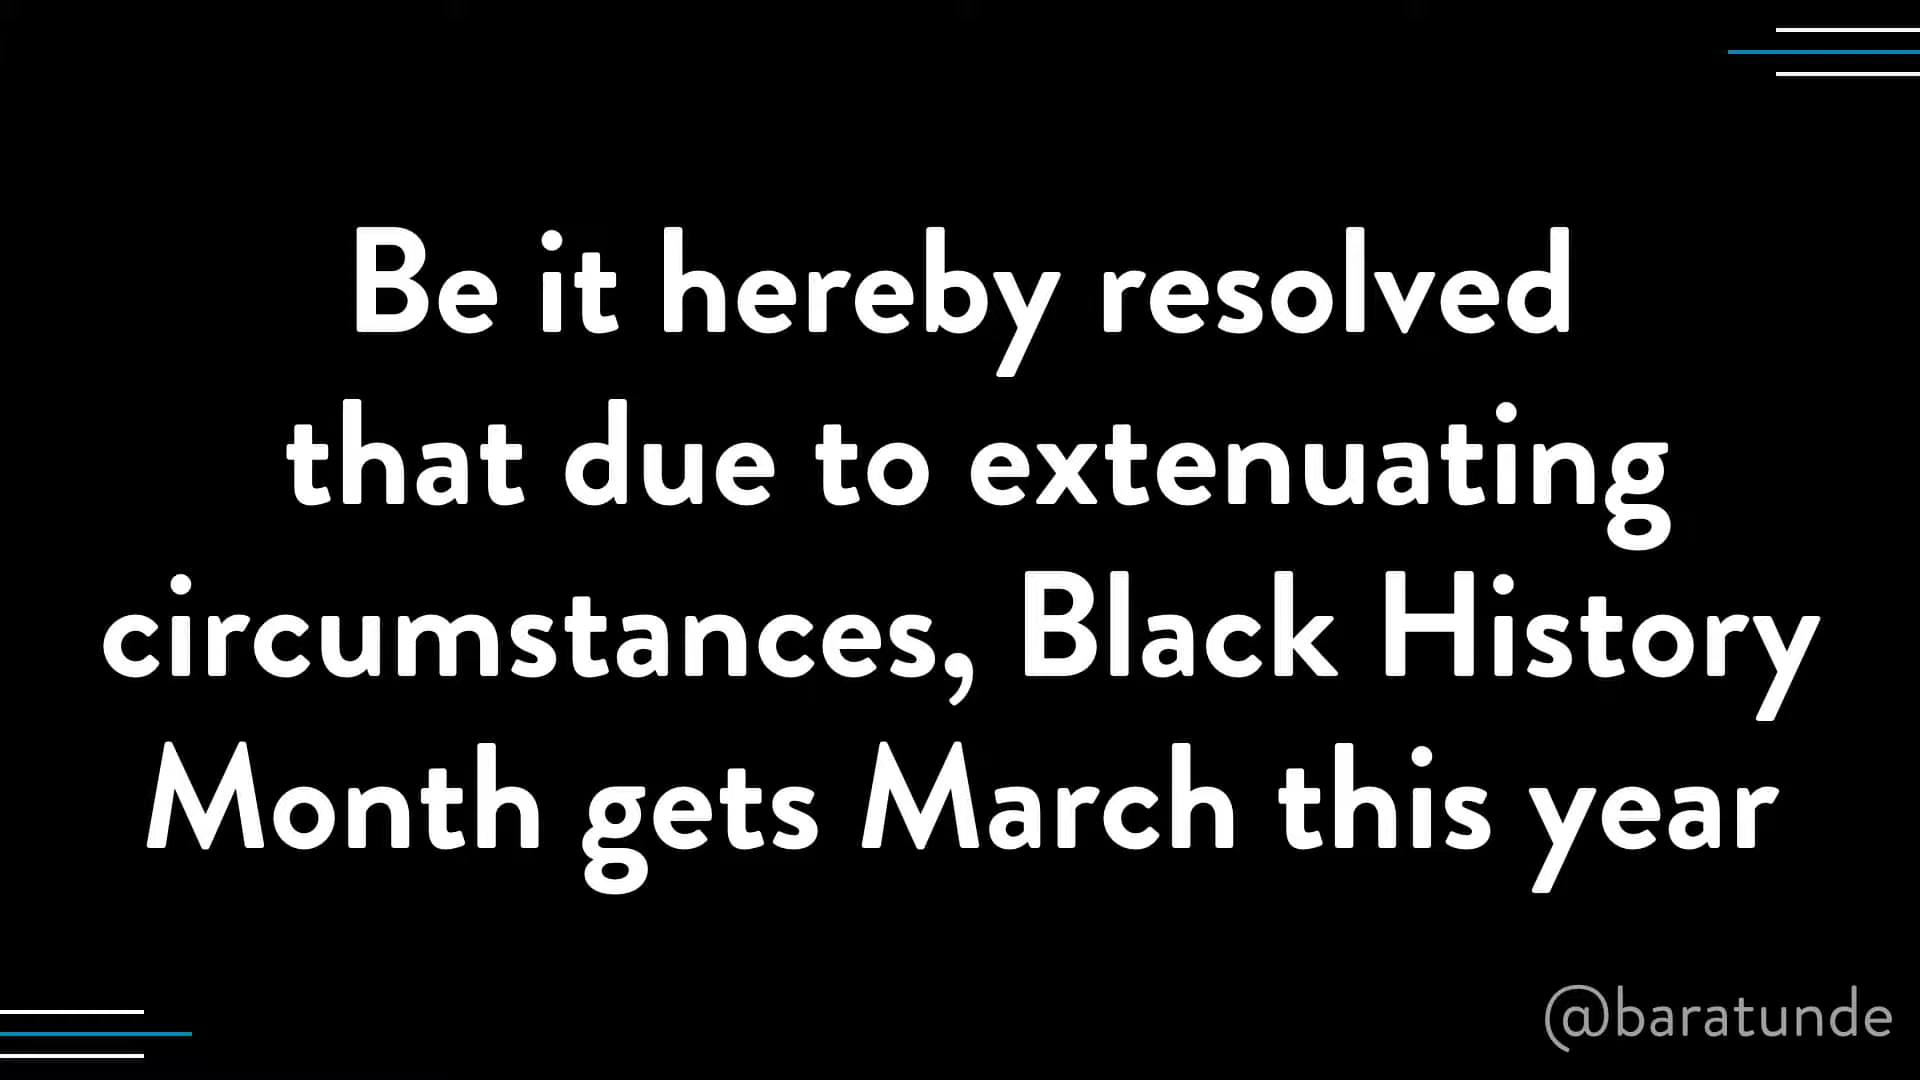 Be it hereby resolved
that due to extenuating
circumstances, Black History
Month gets March this year
@baratunde